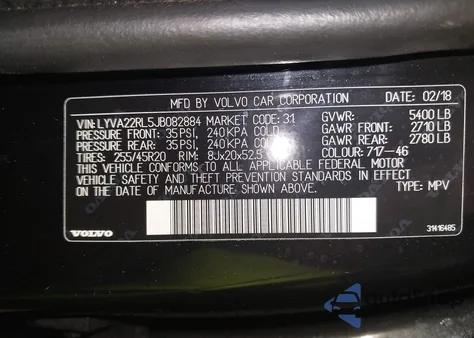 MFD BY VOLVO CAR CORPORATION DATE 02/18
VIN: LYVA22RL5JB082884 MARKET CODE: 31 GVWR: 5400 LB
PRESSURE FRONT: 35 PSI, 240 KPA COLD GAWR FRONT: 2710 LB
PRESSURE REAR: 35 PSI, 240 KPA COLD GAWR REAR: 2780 LB
TIRES: 255/45R20 RIM: 8Jx20x52.5 COLOUR: 717-46
THIS VEHICLE CONFORMS TO ALL APPLICABLE FEDERAL MOTOR
VEHICLE SAFETY, BUMPER, AND THEFT PREVENTION STANDARDS IN EFFECT
ON THE DATE OF MANUFACTURE SHOWN ABOVE. TYPE: MPV
VOLVO 31416485